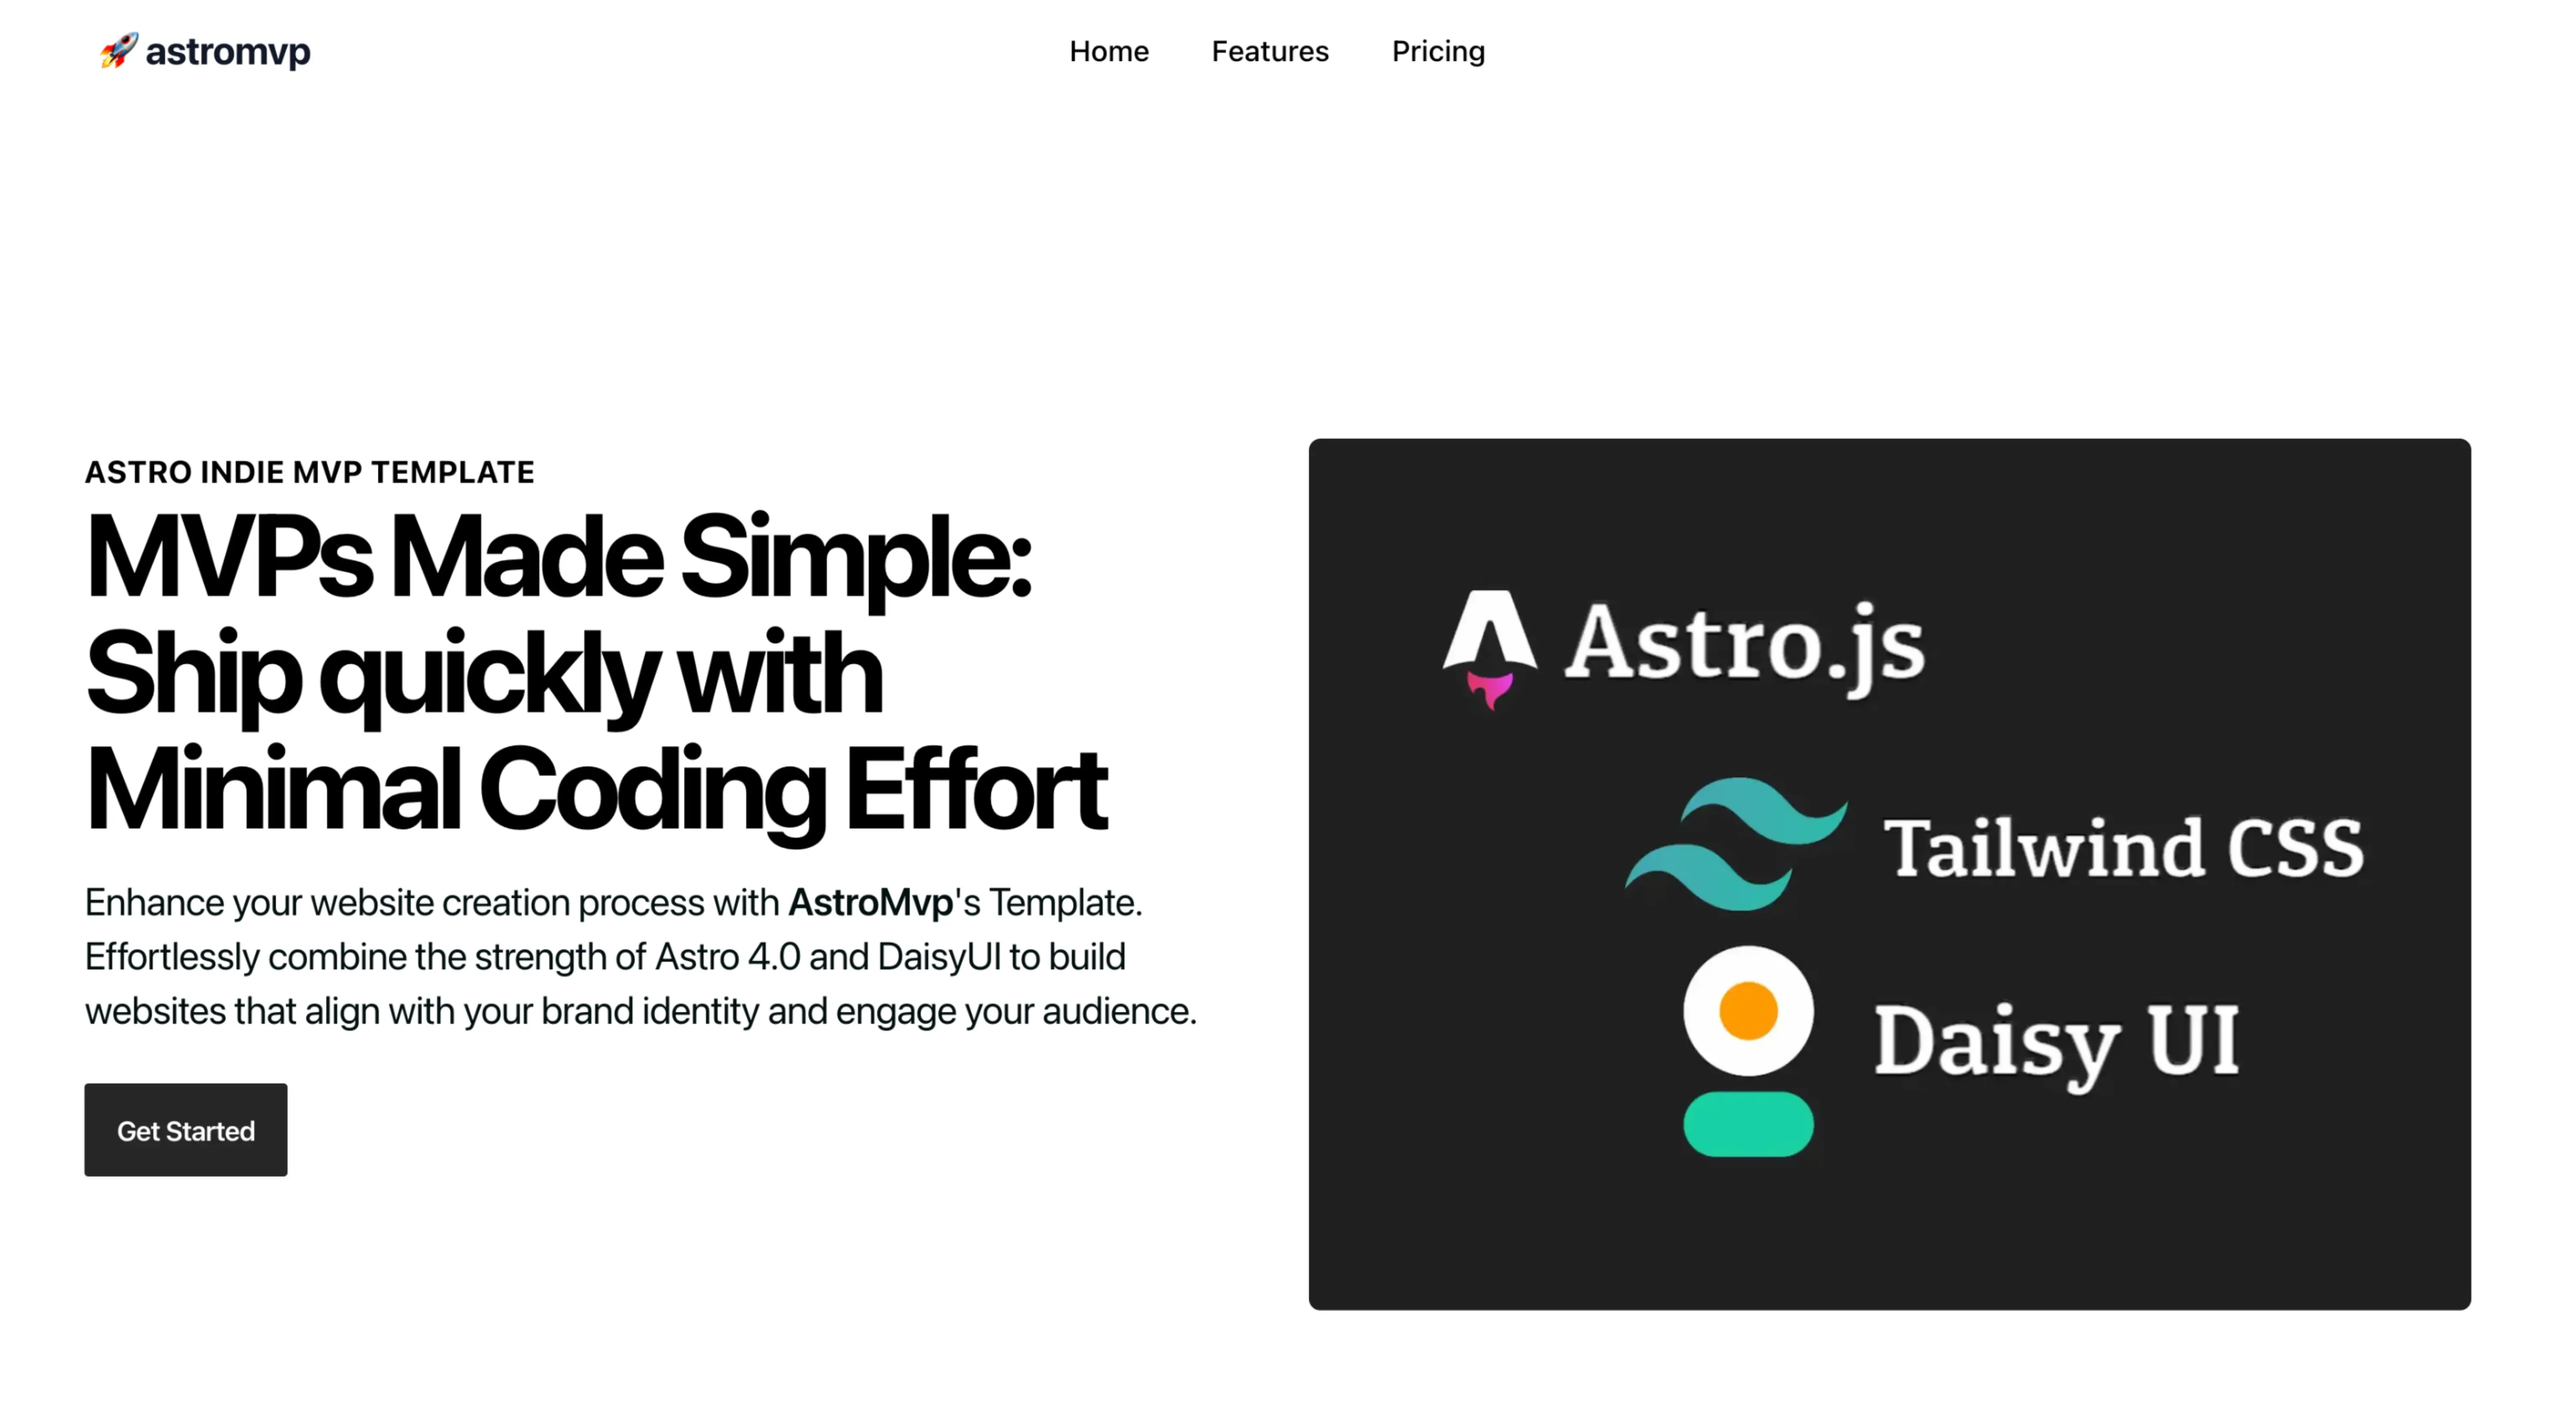 astromvp
Home
Features
Pricing
ASTRO INDIE MVP TEMPLATE
MVPs Made Simple:
Ship quickly with
Minimal Coding Effort
Enhance your website creation process with AstroMvp's Template.
Effortlessly combine the strength of Astro 4.0 and DaisyUI to build
websites that align with your brand identity and engage your audience.
Get Started
Astro.js
Tailwind CSS
Daisy UI